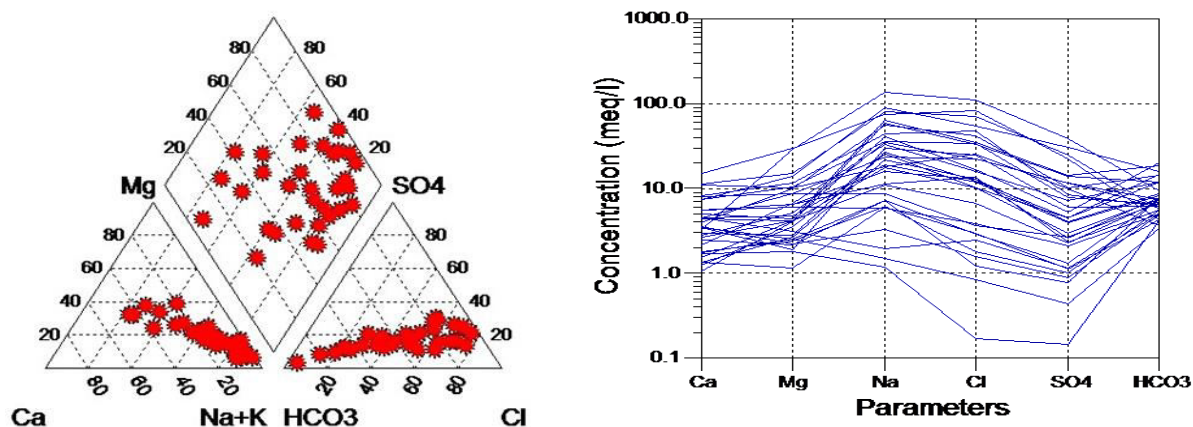 80 80
60 60
40 40
20 20
Mg SO4
80 80
60 60
40 40
20 20
80 60 40 20 20 40 60 80
Ca Na+K HCO3 Cl
1000.0
100.0
10.0
1.0
0.1
Concentration (meq/l)
Ca Mg Na Cl SO4 HCO3
Parameters